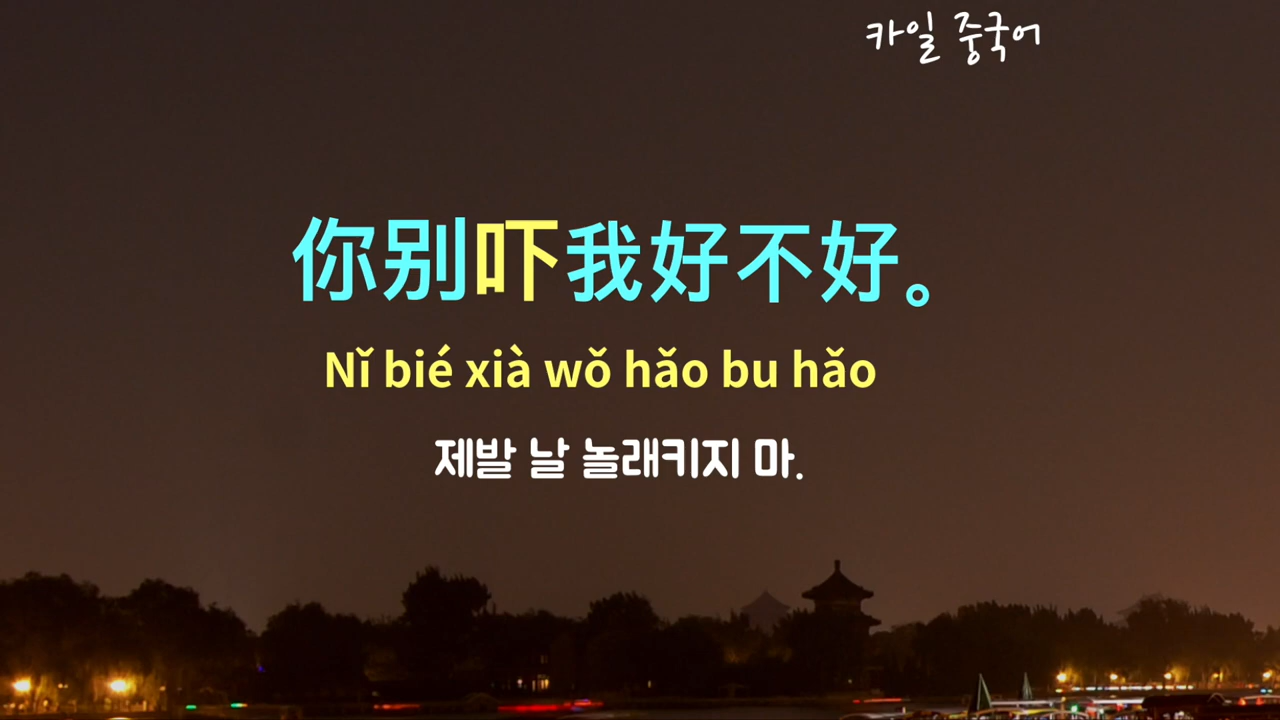 카일 중국어
你别吓我好不好。
Nǐ bié xià wǒ hǎo bu hǎo
제발 날 놀래키지 마.